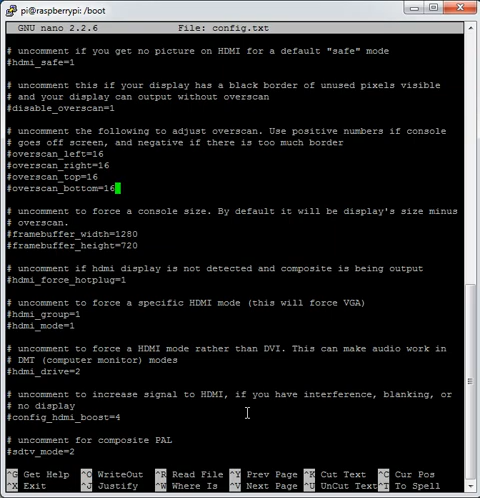 pi@raspberrypi: /boot
GNU nano 2.2.6 File: config.txt
# uncomment if you get no picture on HDMI for a default "safe" mode
#hdmi_safe=1
# uncomment this if your display has a black border of unused pixels visible
# and your display can output without overscan
#disable_overscan=1
# uncomment the following to adjust overscan. Use positive numbers if console
# goes off screen, and negative if there is too much border
#overscan_left=16
#overscan_right=16
#overscan_top=16
#overscan_bottom=16
# uncomment to force a console size. By default it will be display's size minus
# overscan.
#framebuffer_width=1280
#framebuffer_height=720
# uncomment if hdmi display is not detected and composite is being output
#hdmi_force_hotplug=1
# uncomment to force a specific HDMI mode (this will force VGA)
#hdmi_group=1
#hdmi_mode=1
# uncomment to force a HDMI mode rather than DVI. This can make audio work in
# DMT (computer monitor) modes
#hdmi_drive=2
# uncomment to increase signal to HDMI, if you have interference, blanking, or
# no display
#config_hdmi_boost=4
# uncomment for composite PAL
#sdtv_mode=2
^G Get Help ^O WriteOut ^R Read File ^Y Prev Page ^K Cut Text ^C Cur Pos
^X Exit ^J Justify ^W Where Is ^V Next Page ^U UnCut Text ^T To Spell